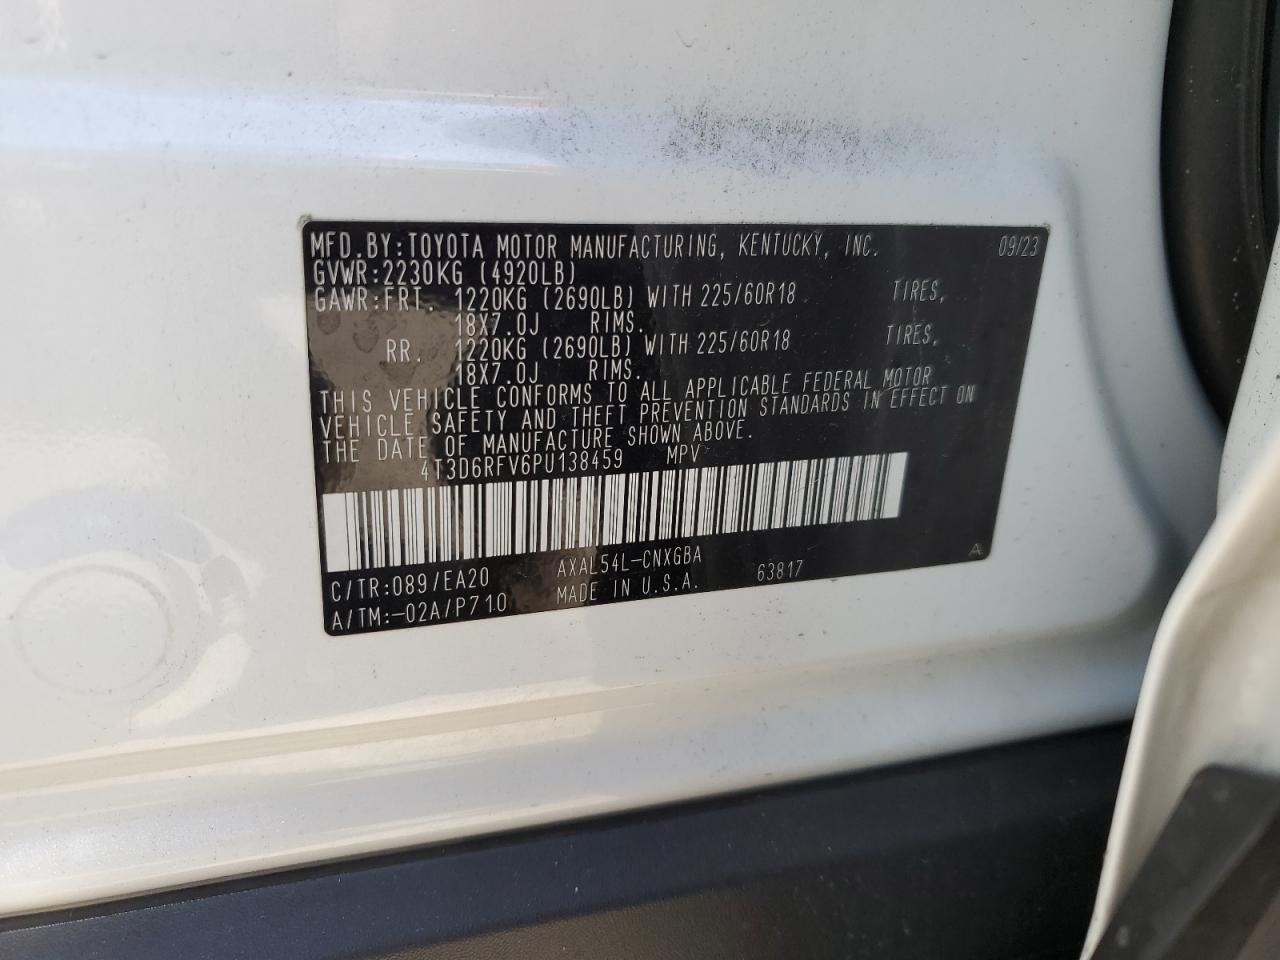 MFD.BY:TOYOTA MOTOR MANUFACTURING, KENTUCKY, INC. 09/23
GVWR:2230KG (4920LB)
GAWR:FRT. 1220KG (2690LB) WITH 225/60R18 TIRES,
18X7.0J RIMS.
RR. 1220KG (2690LB) WITH 225/60R18 TIRES,
18X7.0J RIMS.
THIS VEHICLE CONFORMS TO ALL APPLICABLE FEDERAL MOTOR
VEHICLE SAFETY AND THEFT PREVENTION STANDARDS IN EFFECT ON
THE DATE OF MANUFACTURE SHOWN ABOVE.
4T3D6RFV6PU138459 MPV
C/TR:089/EA20 AXAL54L-CNXGBA
A/TM:-02A/P710 MADE IN U.S.A. 63817 A